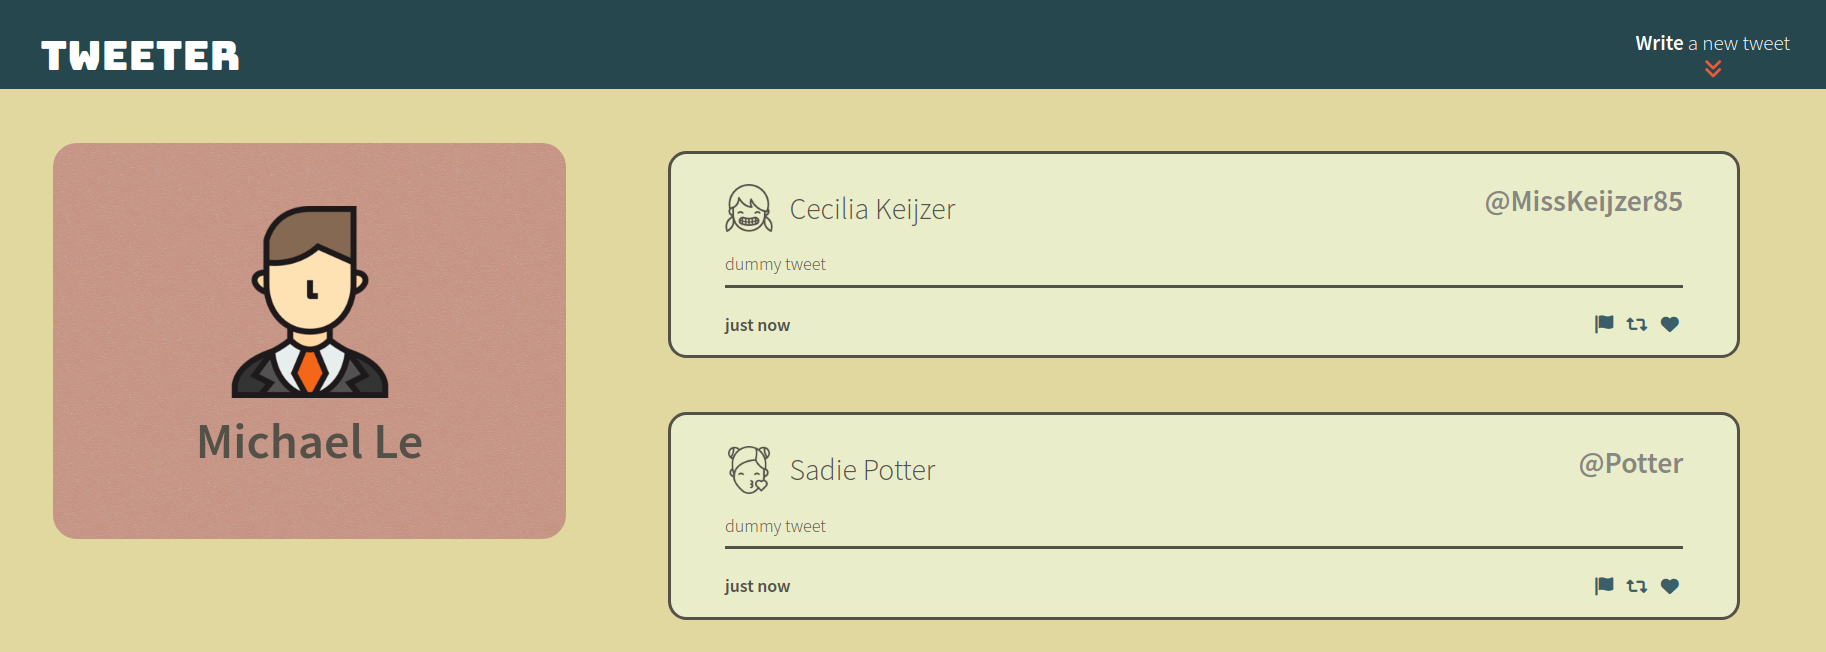 TWEETER
Write a new tweet
Michael Le
Cecilia Keijzer
@MissKeijzer85
dummy tweet
just now
Sadie Potter
@Potter
dummy tweet
just now